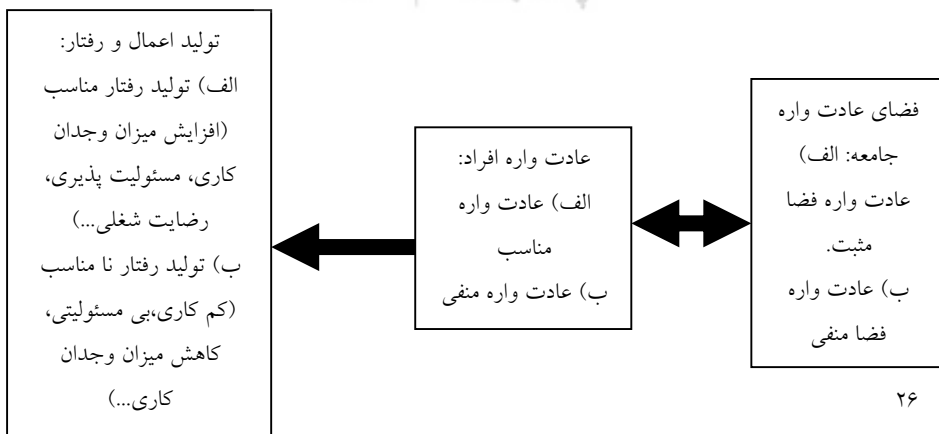 فضای عادت واره
جامعه: الف)
عادت واره فضا
مثبت.
ب) عادت واره
فضا منفی
عادت واره افراد:
الف) عادت واره
مناسب
ب) عادت واره منفی
تولید اعمال و رفتار:
الف) تولید رفتار مناسب
(افزایش میزان وجدان
کاری، مسئولیت پذیری،
رضایت شغلی...)
ب) تولید رفتار نا مناسب
(کم کاری،بی مسئولیتی،
کاهش میزان وجدان
کاری...)
۲۶